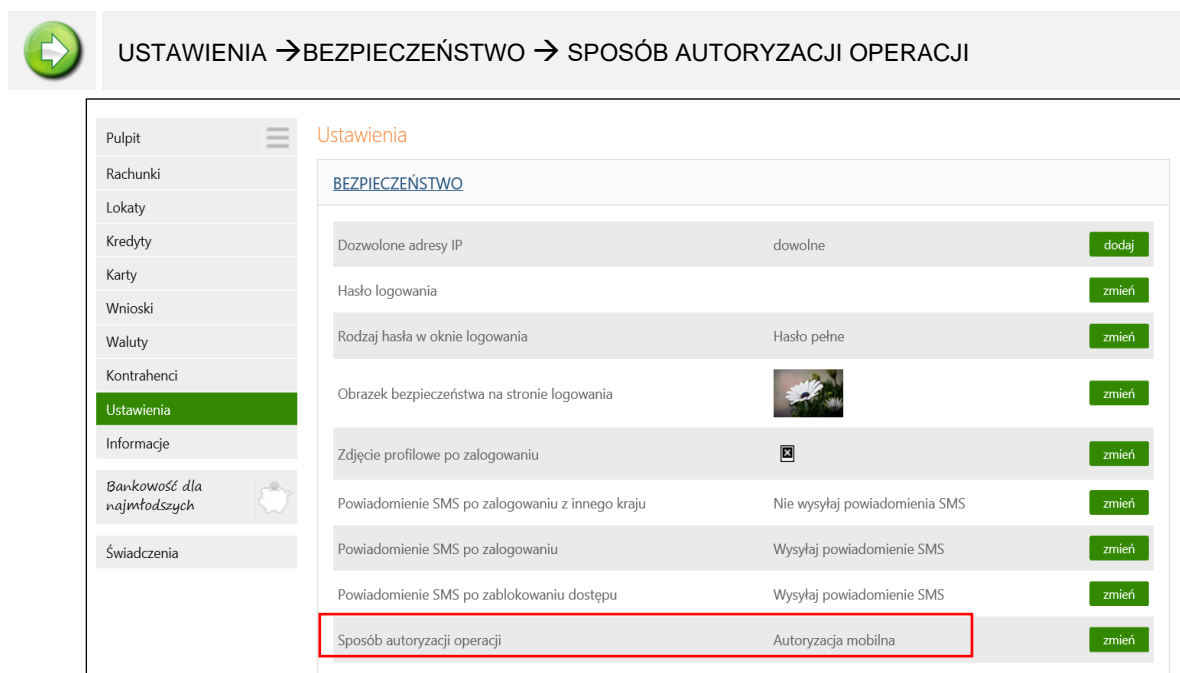 USTAWIENIA →BEZPIECZEŃSTWO → SPOSÓB AUTORYZACJI OPERACJI
Pulpit
Rachunki
Lokaty
Kredyty
Karty
Wnioski
Waluty
Kontrahenci
Ustawienia
Informacje
Bankowość dla
najmłodszych
Świadczenia
Ustawienia
BEZPIECZEŃSTWO
Dozwolone adresy IP dowolne dodaj
Hasło logowania zmień
Rodzaj hasła w oknie logowania Hasło pełne zmień
Obrazek bezpieczeństwa na stronie logowania zmień
Zdjęcie profilowe po zalogowaniu zmień
Powiadomienie SMS po zalogowaniu z innego kraju Nie wysyłaj powiadomienia SMS zmień
Powiadomienie SMS po zalogowaniu Wysyłaj powiadomienie SMS zmień
Powiadomienie SMS po zablokowaniu dostępu Wysyłaj powiadomienie SMS zmień
Sposób autoryzacji operacji Autoryzacja mobilna zmień